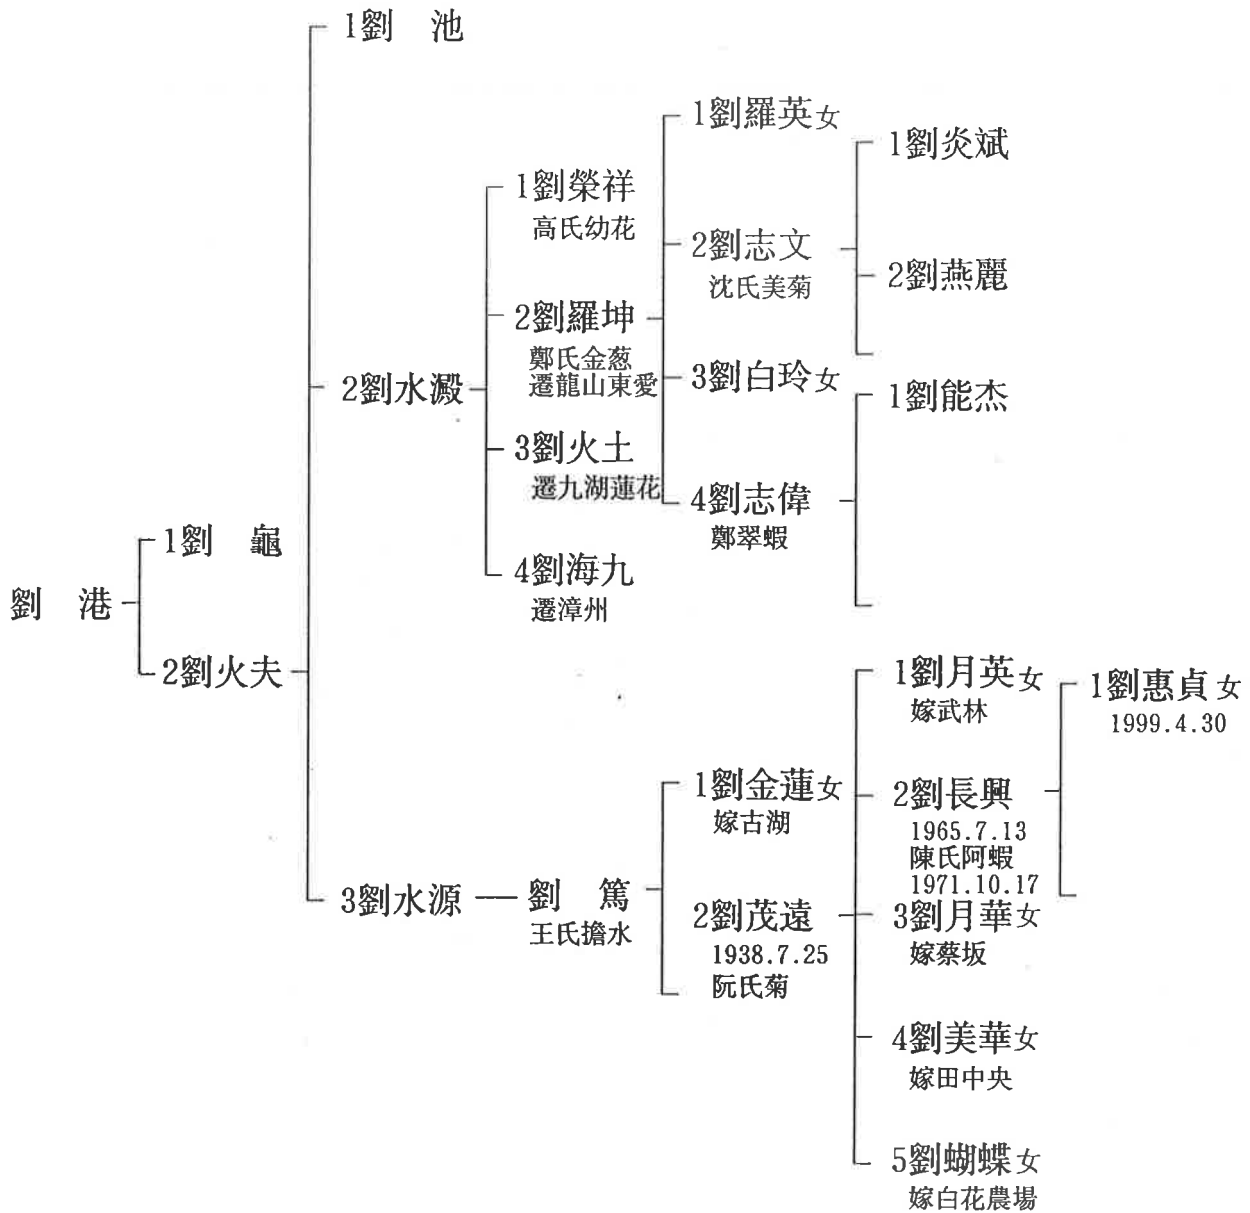 劉　港
1劉　龜
2劉火夫
1劉　池
2劉水澱
3劉水源
1劉榮祥
高氏幼花
2劉羅坤
鄭氏金葱
遷龍山東愛
3劉火土
遷九湖蓮花
4劉海九
遷漳州
劉　篤
王氏擔水
1劉羅英女
2劉志文
沈氏美菊
3劉白玲女
4劉志偉
鄭翠蝦
1劉金蓮女
嫁古湖
2劉茂遠
1938.7.25
阮氏菊
1劉炎斌
2劉燕麗
1劉能杰
1劉月英女
嫁武林
2劉長興
1965.7.13
陳氏阿蝦
1971.10.17
3劉月華女
嫁蔡坂
4劉美華女
嫁田中央
5劉蝴蝶女
嫁白花農場
1劉惠貞女
1999.4.30